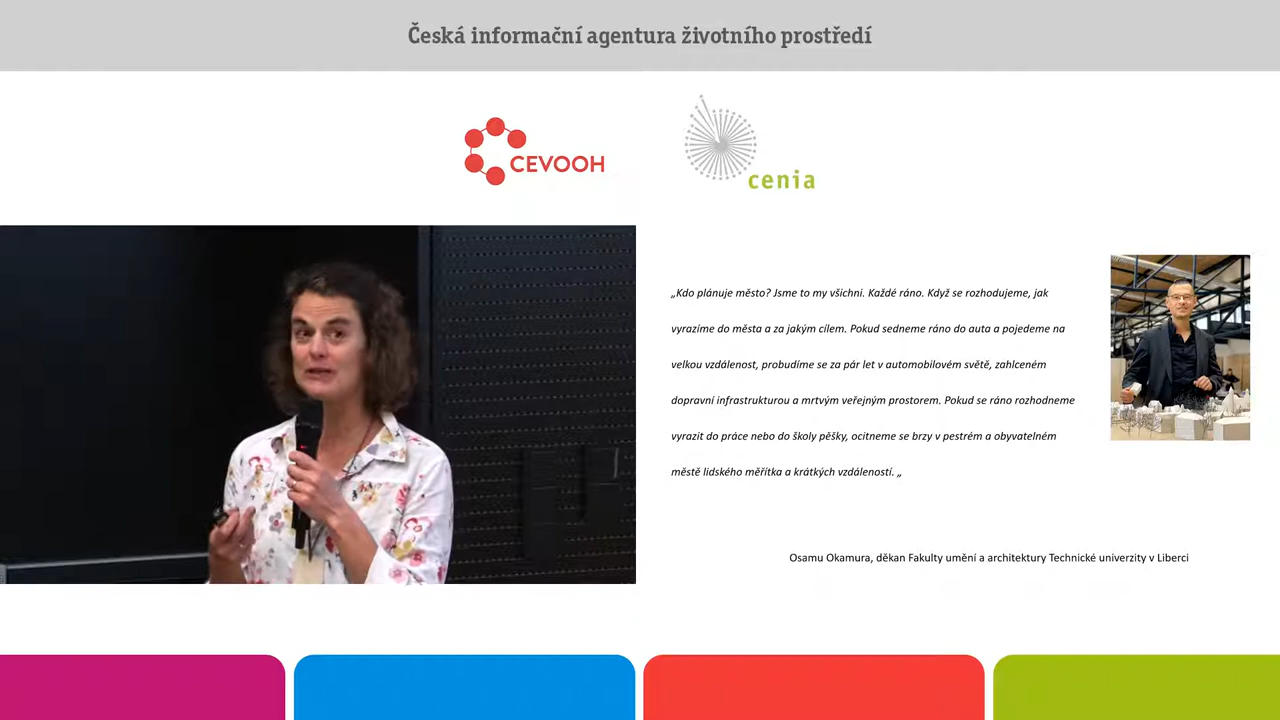 Česká informační agentura životního prostředí
CEVOOH
cenia
„Kdo plánuje město? Jsme to my všichni. Každé ráno. Když se rozhodujeme, jak
vyrazíme do města a za jakým cílem. Pokud sedneme ráno do auta a pojedeme na
velkou vzdálenost, probudíme se za pár let v automobilovém světě, zahlceném
dopravní infrastrukturou a mrtvým veřejným prostorem. Pokud se ráno rozhodneme
vyrazit do práce nebo do školy pěšky, ocitneme se brzy v pestrém a obyvatelném
městě lidského měřítka a krátkých vzdáleností. „
Osamu Okamura, děkan Fakulty umění a architektury Technické univerzity v Liberci